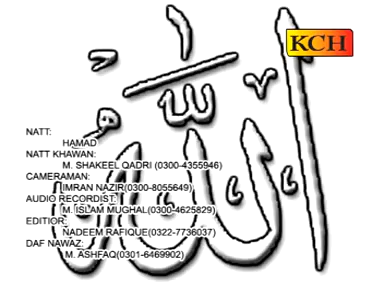 KCH
الله
NATT:
HAMAD
NATT KHAWAN:
M. SHAKEEL QADRI (0300-4355946)
CAMERAMAN:
IMRAN NAZIR(0300-8055649)
AUDIO RECORDIST:
M. ISLAM MUGHAL(0300-4625829)
EDITIOR:
NADEEM RAFIQUE(0322-7736037)
DAF NAWAZ:
M. ASHFAQ(0301-6469902)